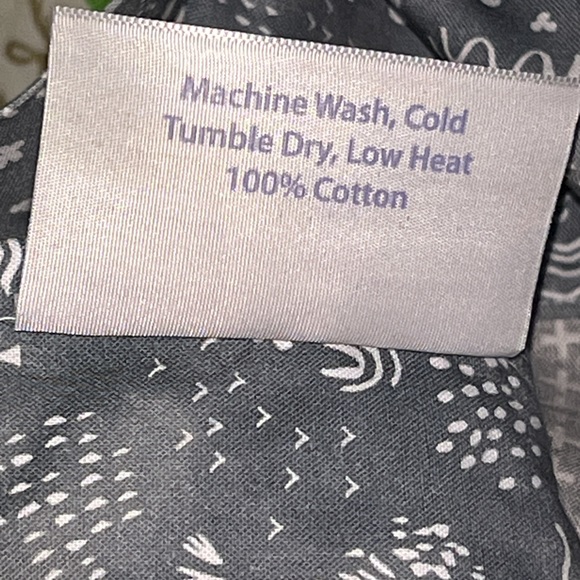 Machine Wash, Cold
Tumble Dry, Low Heat
100% Cotton